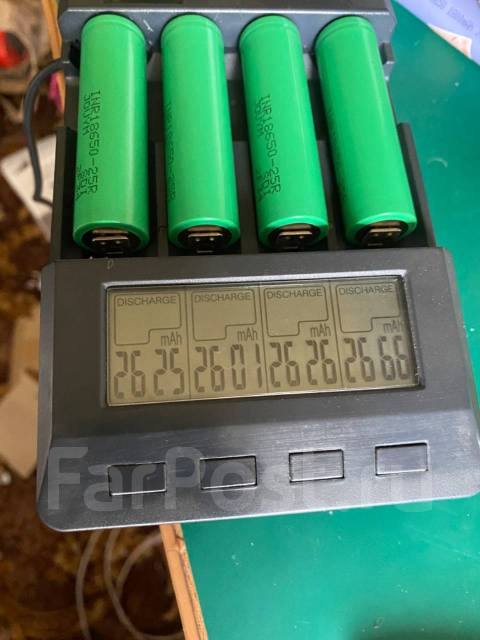 INR18650-25R
INR18650-25R
INR18650-25R
DISCHARGE DISCHARGE DISCHARGE DISCHARGE
mAh mAh mAh mAh
2625 2601 2626 2666
FarPost.ru